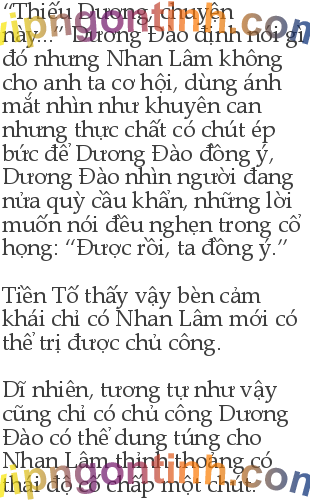 “Thiếu Dương, chuyện
này...” Dương Đào định nói gì
đó nhưng Nhan Lâm không
cho anh ta cơ hội, dùng ánh
mắt nhìn như khuyên can
nhưng thực chất có chút ép
bức để Dương Đào đồng ý,
Dương Đào nhìn người đang
nửa quỳ cầu khẩn, những lời
muốn nói đều nghẹn trong cổ
họng: “Được rồi, ta đồng ý.”
Tiền Tố thấy vậy bèn cảm
khái chỉ có Nhan Lâm mới có
thể trị được chủ công.
Dĩ nhiên, tương tự như vậy
cũng chỉ có chủ công Dương
Đào có thể dung túng cho
Nhan Lâm thỉnh thoảng có
thái độ cố chấp một chút.